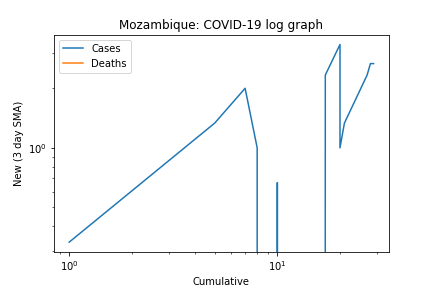 Mozambique: COVID-19 log graph
Cases
Deaths
New (3 day SMA)
10⁰
10⁰
10¹
Cumulative